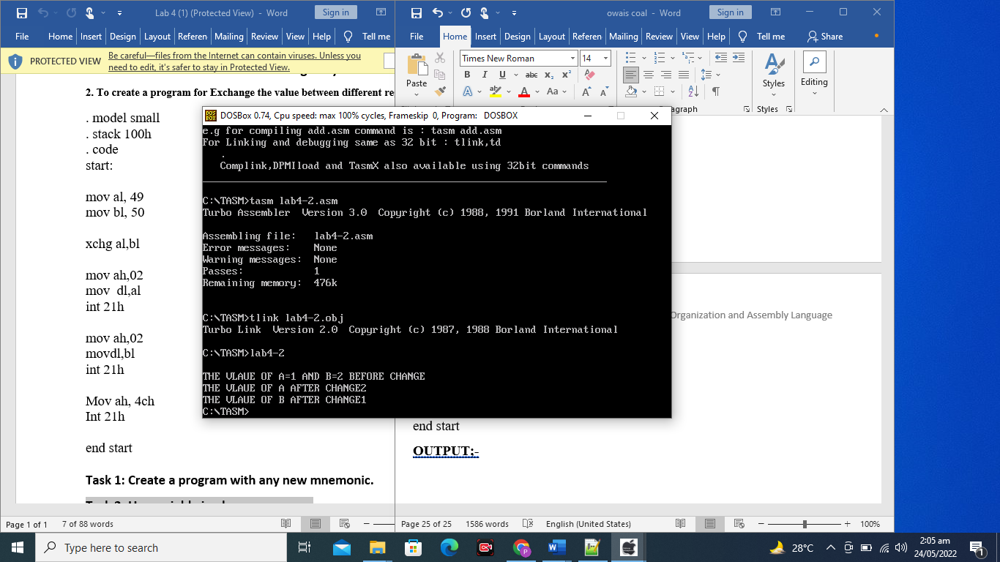 Lab 4 (1) (Protected View) - Word
Sign in
File Home Insert Design Layout Referen Mailing Review View Help Tell me
PROTECTED VIEW Be careful—files from the Internet can contain viruses. Unless you
need to edit, it's safer to stay in Protected View.
2. To create a program for Exchange the value between different re
. model small
. stack 100h
. code
start:
mov al, 49
mov bl, 50
xchg al,bl
mov ah,02
mov  dl,al
int 21h
mov ah,02
movdl,bl
int 21h
Mov ah, 4ch
Int 21h
end start
Task 1: Create a program with any new mnemonic.
Page 1 of 1 7 of 88 words
owais coal - Word
Sign in
File Home Insert Design Layout Referen Mailing Review View Help Tell me Share
Paste
Times New Roman 14
B I U abc x₂ x²
A Aa A A
Styles
Editing
aragraph Styles
Organization and Assembly Language
end start
OUTPUT;-
Page 25 of 25 1586 words English (United States) 100%
DOSBox 0.74, Cpu speed: max 100% cycles, Frameskip 0, Program: DOSBOX
DOS
BOX
e.g for compiling add.asm command is : tasm add.asm
For Linking and debugging same as 32 bit : tlink,td
.
Complink,DPMIload and TasmX also available using 32bit commands
C:\TASM>tasm lab4-2.asm
Turbo Assembler  Version 3.0  Copyright (c) 1988, 1991 Borland International
Assembling file:   lab4-2.asm
Error messages:    None
Warning messages:  None
Passes:            1
Remaining memory:  476k
C:\TASM>tlink lab4-2.obj
Turbo Link  Version 2.0  Copyright (c) 1987, 1988 Borland International
C:\TASM>lab4-2
THE VLAUE OF A=1 AND B=2 BEFORE CHANGE
THE VLAUE OF A AFTER CHANGE2
THE VLAUE OF B AFTER CHANGE1
C:\TASM>
Type here to search
28°C
2:05 am
24/05/2022
1